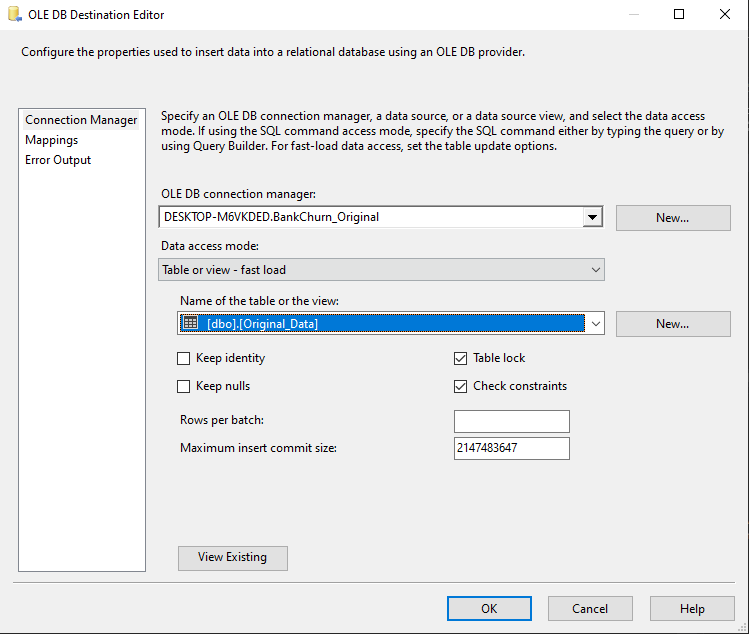 OLE DB Destination Editor
Configure the properties used to insert data into a relational database using an OLE DB provider.
Connection Manager
Mappings
Error Output
Specify an OLE DB connection manager, a data source, or a data source view, and select the data access
mode. If using the SQL command access mode, specify the SQL command either by typing the query or by
using Query Builder. For fast-load data access, set the table update options.
OLE DB connection manager:
DESKTOP-M6VKDED.BankChurn_Original
New...
Data access mode:
Table or view - fast load
Name of the table or the view:
[dbo].[Original_Data]
New...
Keep identity
Table lock
Keep nulls
Check constraints
Rows per batch:
Maximum insert commit size:
2147483647
View Existing
OK
Cancel
Help